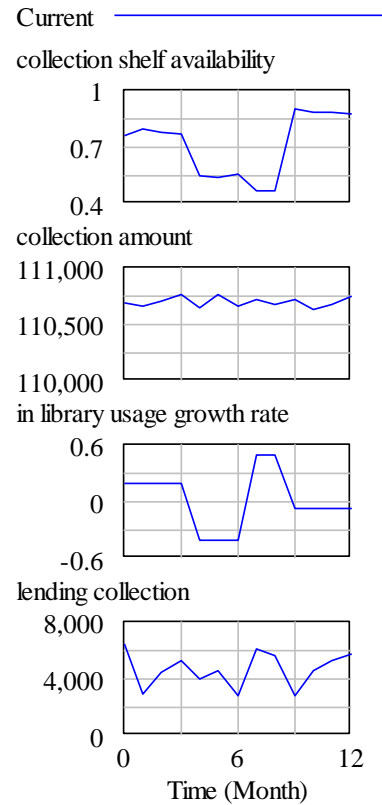 Current
collection shelf availability
1
0.7
0.4
collection amount
111,000
110,500
110,000
in library usage growth rate
0.6
0
-0.6
lending collection
8,000
4,000
0
0 6 12
Time (Month)